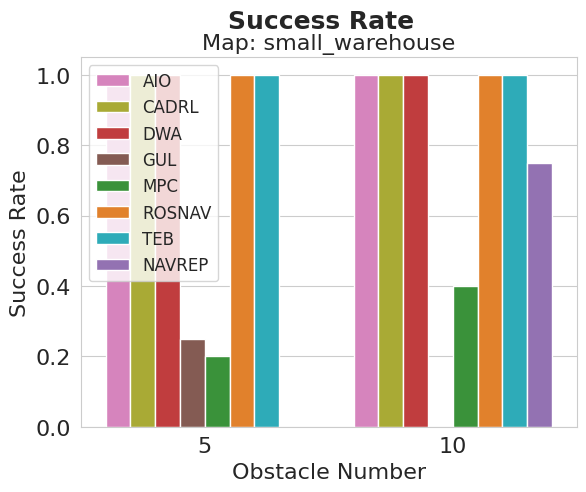 Success Rate
Map: small_warehouse
1.0
0.8
0.6
0.4
0.2
0.0
Success Rate
AIO
CADRL
DWA
GUL
MPC
ROSNAV
TEB
NAVREP
5
10
Obstacle Number